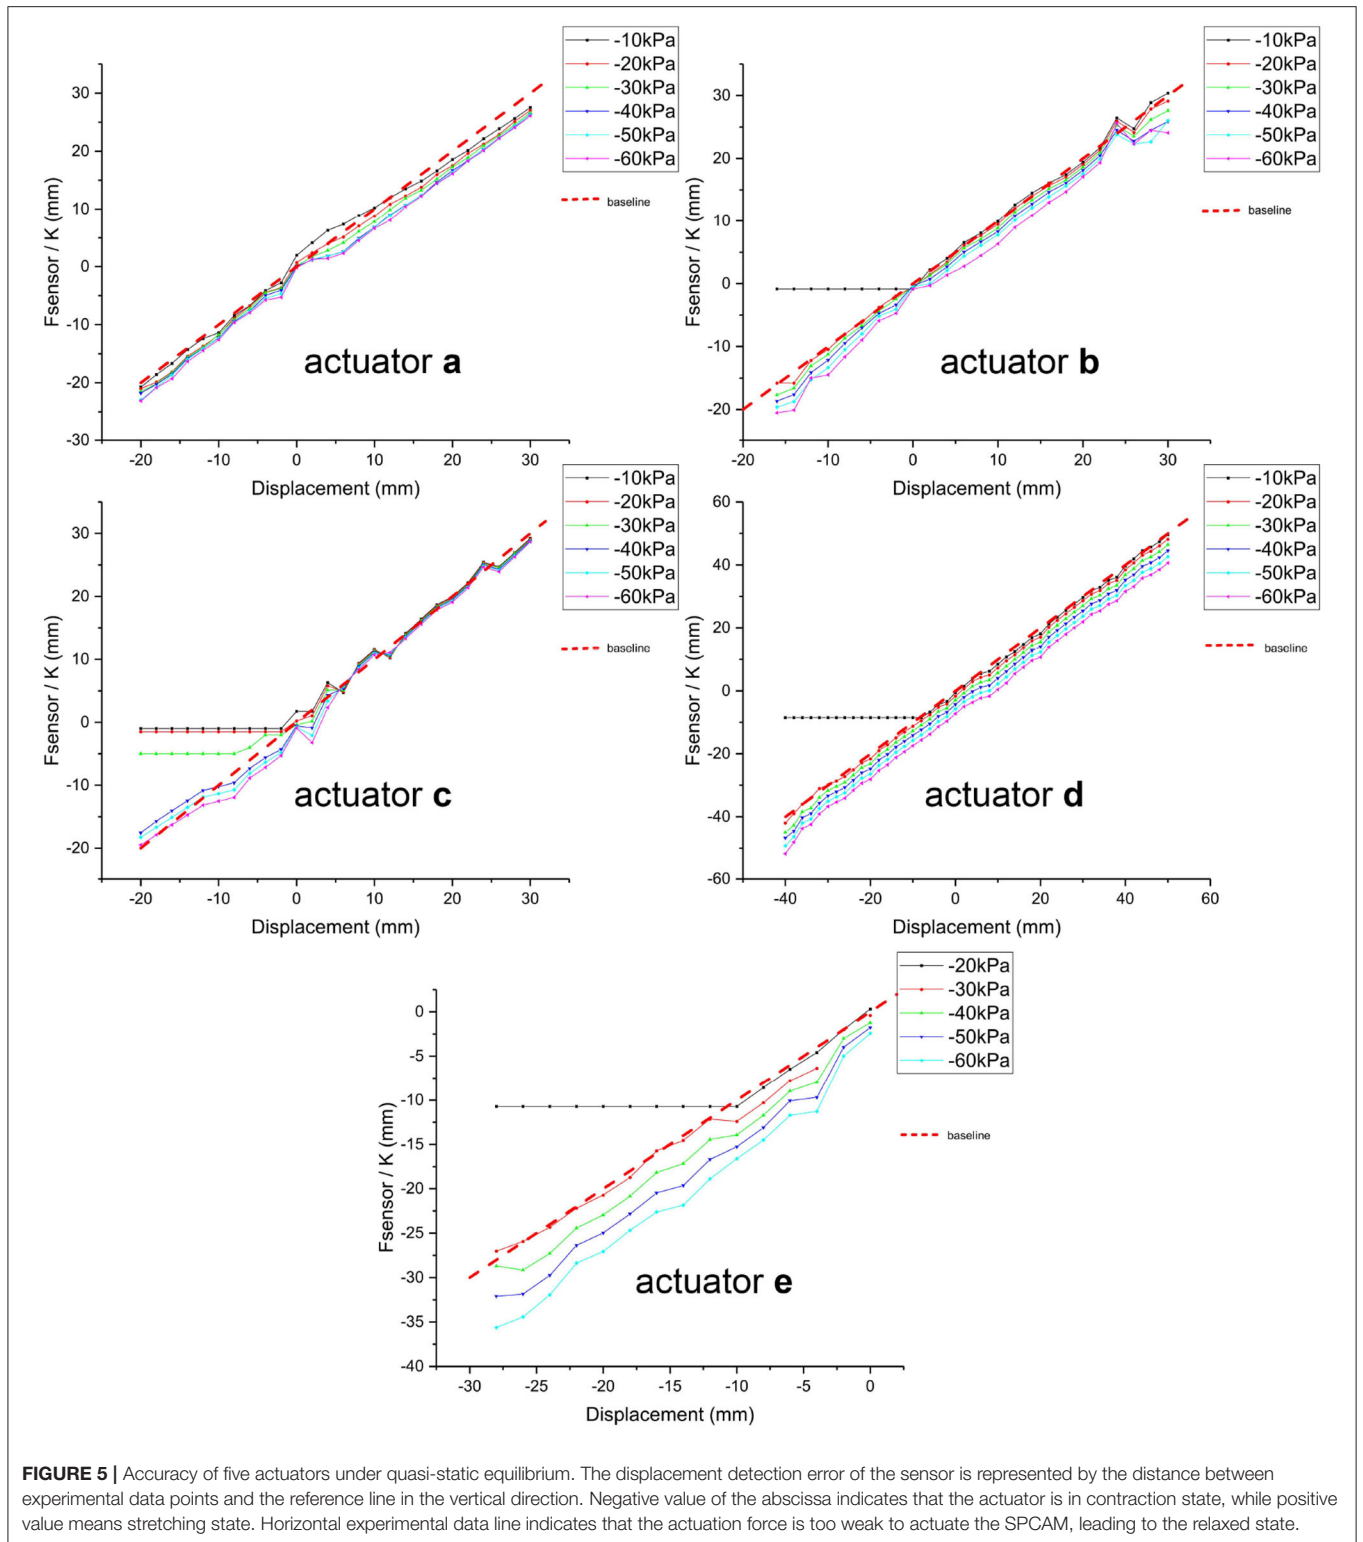 -10kPa
-20kPa
-30kPa
-40kPa
-50kPa
-60kPa
baseline
30
20
10
0
-10
-20
-30
Fsensor / K (mm)
actuator a
-20 -10 0 10 20 30
Displacement (mm)
-10kPa
-20kPa
-30kPa
-40kPa
-50kPa
-60kPa
baseline
30
20
10
0
-10
-20
Fsensor / K (mm)
actuator b
-20 -10 0 10 20 30
Displacement (mm)
-10kPa
-20kPa
-30kPa
-40kPa
-50kPa
-60kPa
baseline
30
20
10
0
-10
-20
Fsensor / K (mm)
actuator c
-20 -10 0 10 20 30
Displacement (mm)
-10kPa
-20kPa
-30kPa
-40kPa
-50kPa
-60kPa
baseline
60
40
20
0
-20
-40
-60
Fsensor / K (mm)
actuator d
-40 -20 0 20 40 60
Displacement (mm)
-20kPa
-30kPa
-40kPa
-50kPa
-60kPa
baseline
0
-5
-10
-15
-20
-25
-30
-35
-40
Fsensor / K (mm)
actuator e
-30 -25 -20 -15 -10 -5 0
Displacement (mm)
FIGURE 5 | Accuracy of five actuators under quasi-static equilibrium. The displacement detection error of the sensor is represented by the distance between
experimental data points and the reference line in the vertical direction. Negative value of the abscissa indicates that the actuator is in contraction state, while positive
value means stretching state. Horizontal experimental data line indicates that the actuation force is too weak to actuate the SPCAM, leading to the relaxed state.